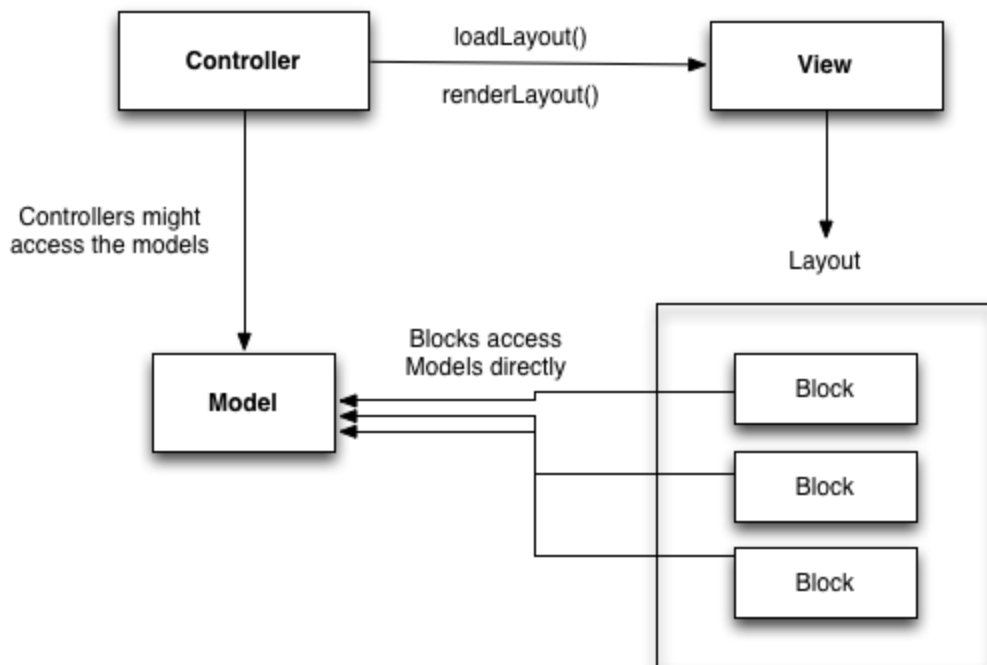 Controller
loadLayout()
renderLayout()
View
Controllers might
access the models
Layout
Blocks access
Models directly
Model
Block
Block
Block